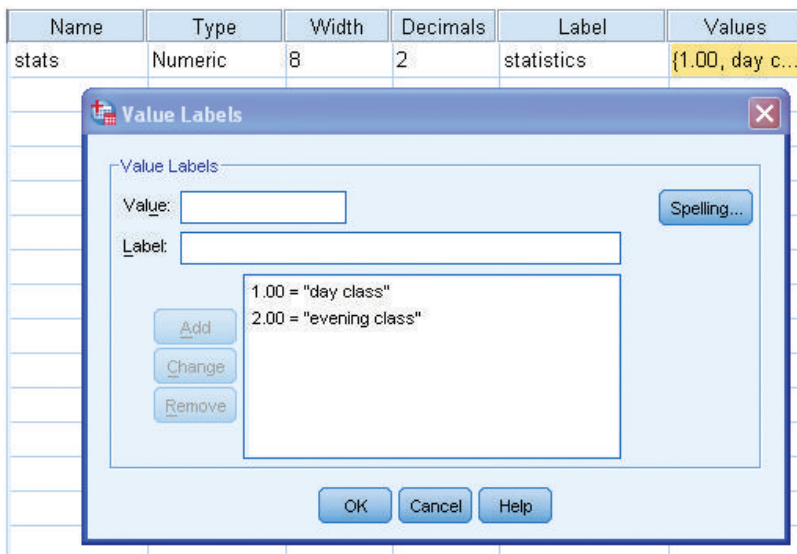 Name Type Width Decimals Label Values
stats Numeric 8 2 statistics {1.00, day c...
Value Labels
Value Labels
Value:
Spelling...
Label:
1.00 = "day class"
2.00 = "evening class"
Add
Change
Remove
OK Cancel Help